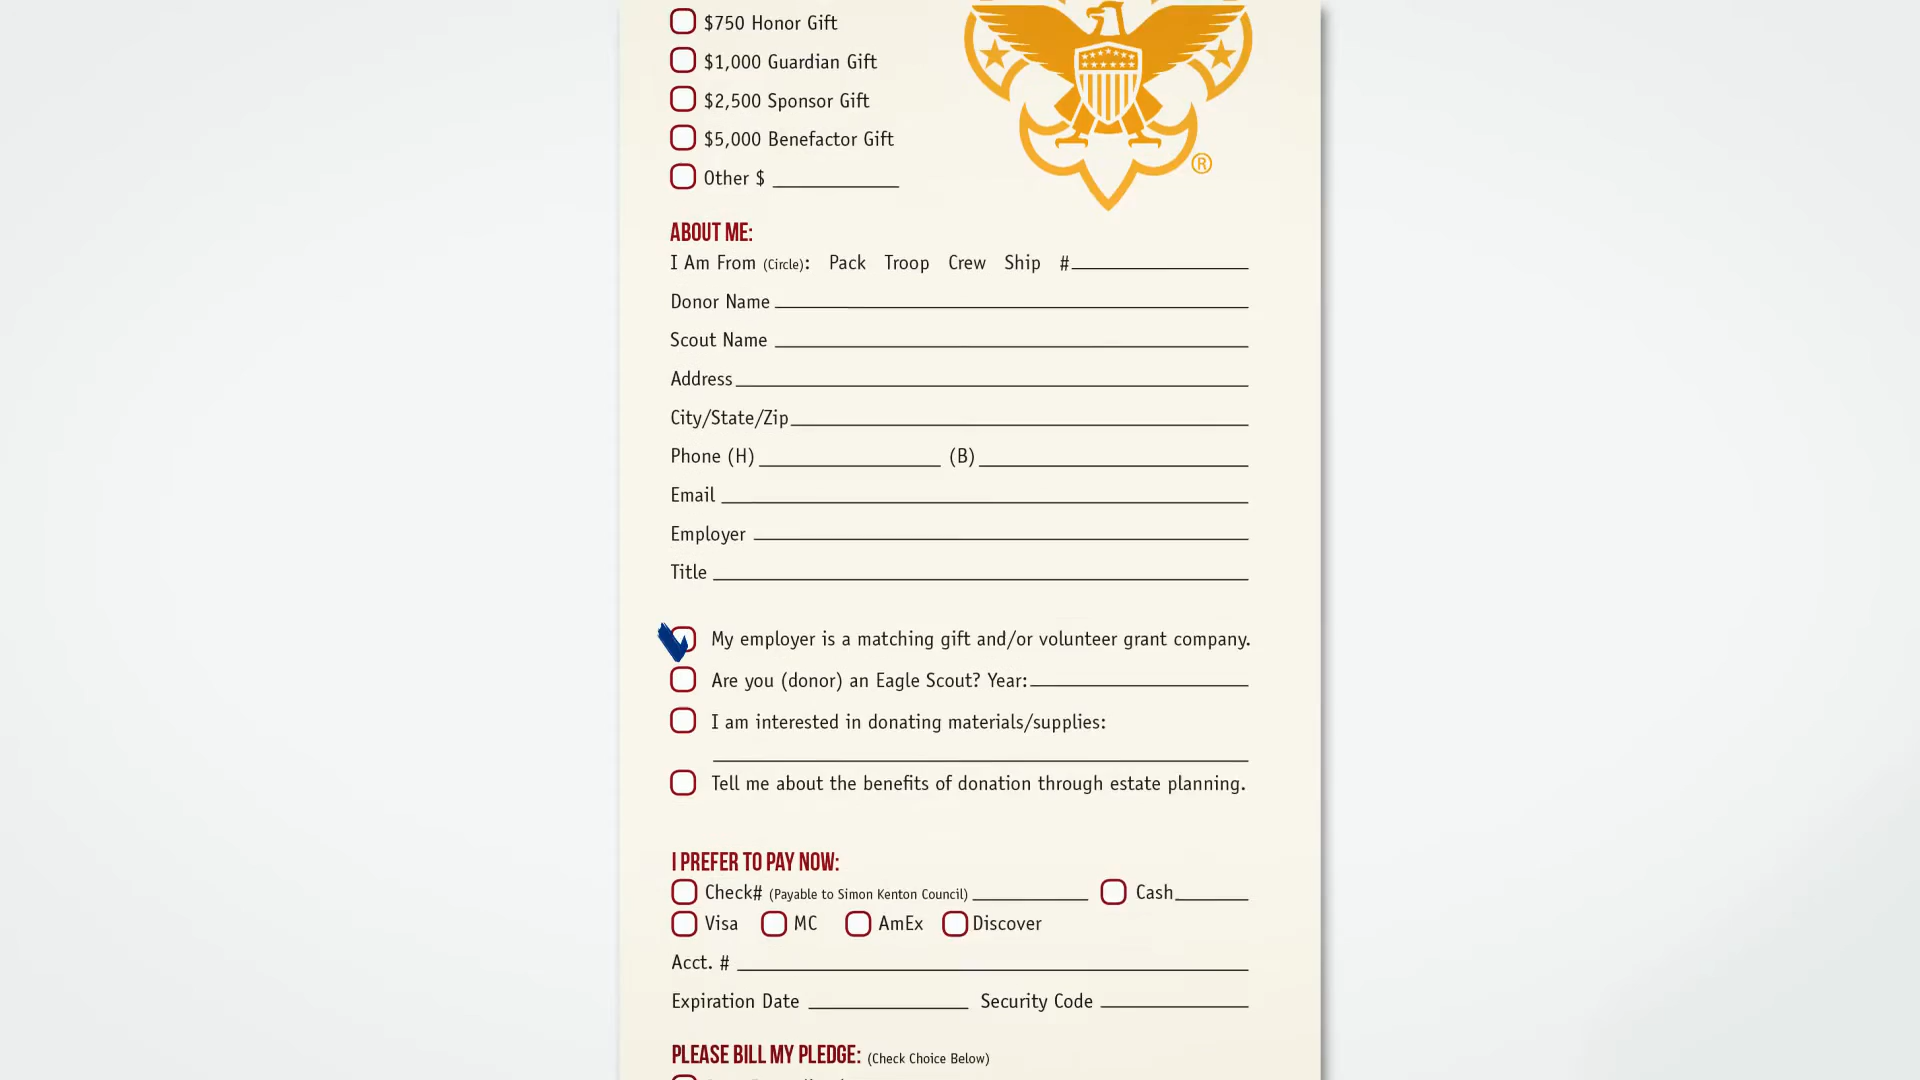 $750 Honor Gift
$1,000 Guardian Gift
$2,500 Sponsor Gift
$5,000 Benefactor Gift
Other $
®
ABOUT ME:
I Am From (Circle): Pack Troop Crew Ship #
Donor Name
Scout Name
Address
City/State/Zip
Phone (H) (B)
Email
Employer
Title
My employer is a matching gift and/or volunteer grant company.
Are you (donor) an Eagle Scout? Year:
I am interested in donating materials/supplies:
Tell me about the benefits of donation through estate planning.
I PREFER TO PAY NOW:
Check# (Payable to Simon Kenton Council) Cash
Visa MC AmEx Discover
Acct. #
Expiration Date Security Code
PLEASE BILL MY PLEDGE: (Check Choice Below)